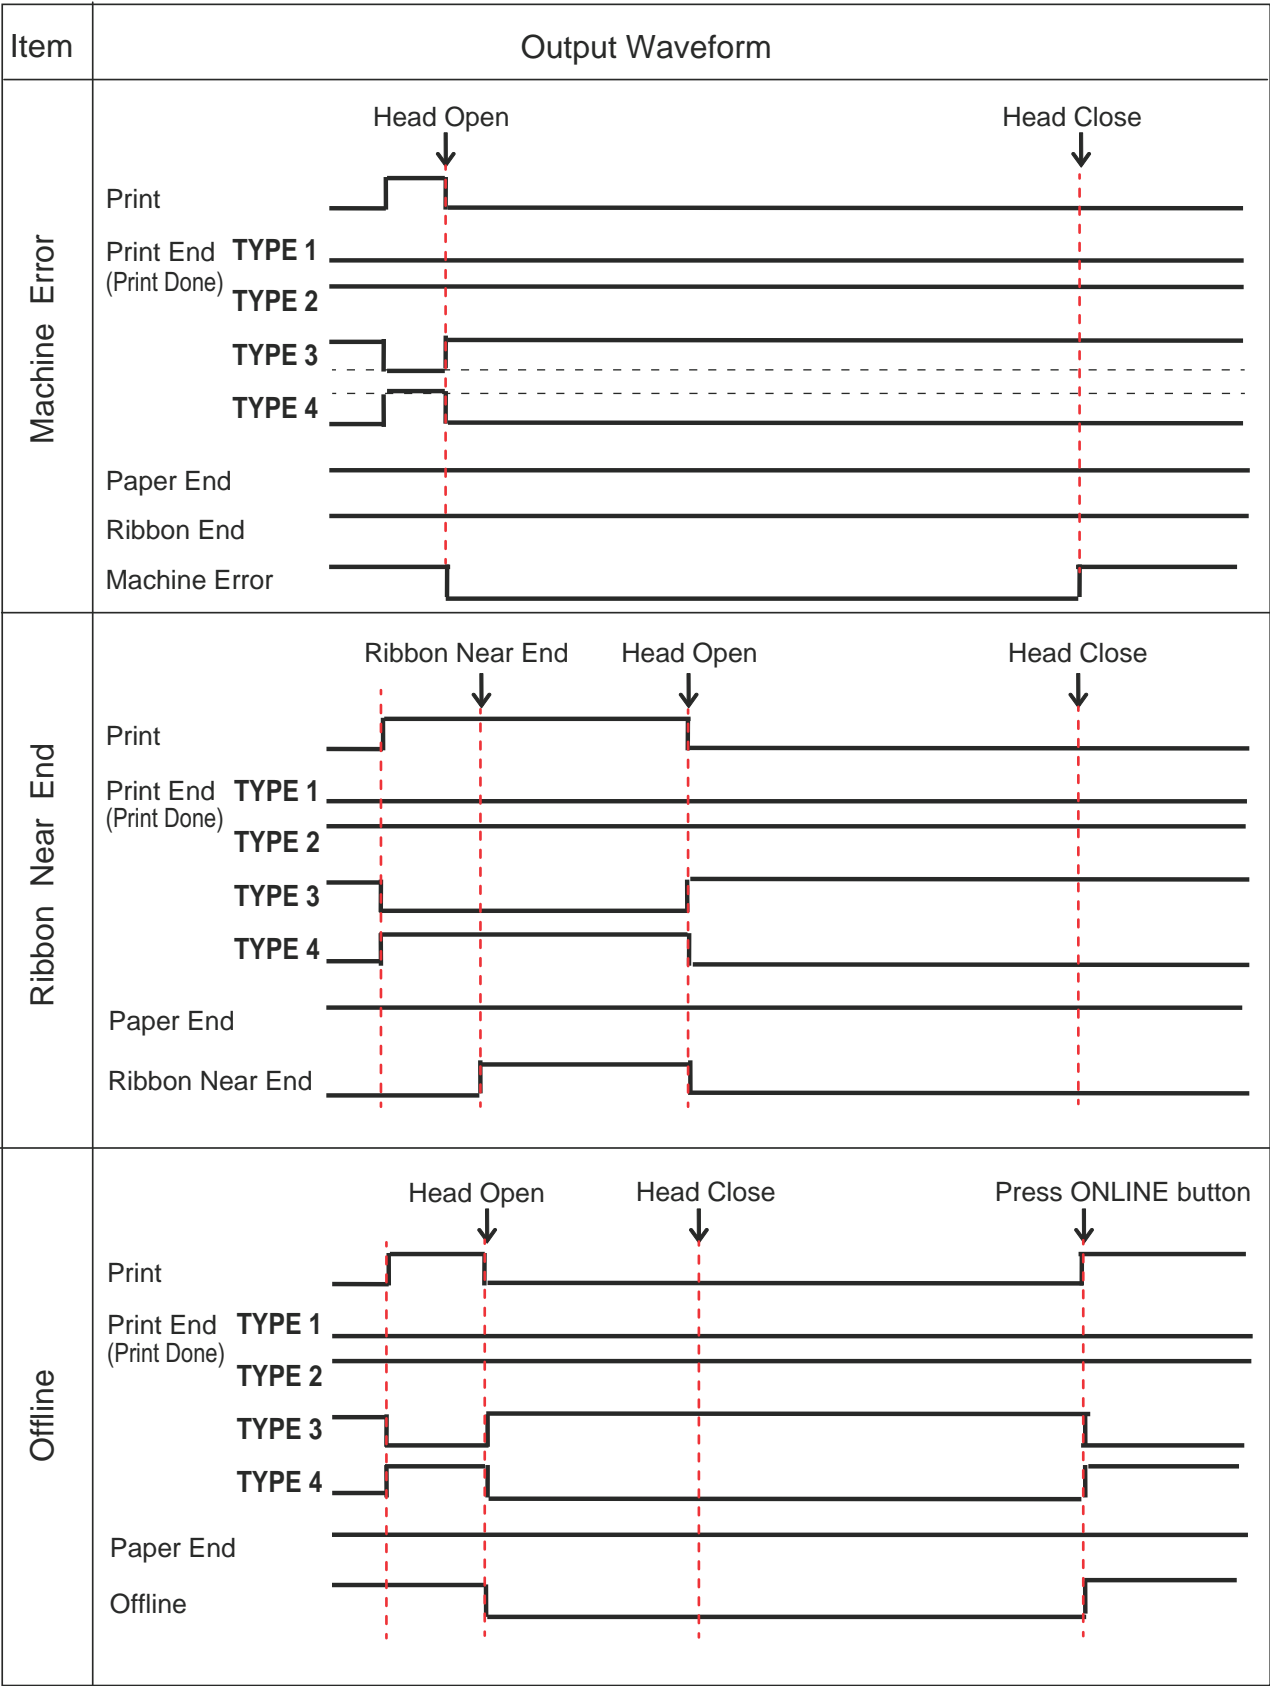 Item Output Waveform
Machine Error
Head Open Head Close
Print
Print End TYPE 1
(Print Done)
TYPE 2
TYPE 3
TYPE 4
Paper End
Ribbon End
Machine Error
Ribbon Near End
Ribbon Near End Head Open Head Close
Print
Print End TYPE 1
(Print Done)
TYPE 2
TYPE 3
TYPE 4
Paper End
Ribbon Near End
Offline
Head Open Head Close Press ONLINE button
Print
Print End TYPE 1
(Print Done)
TYPE 2
TYPE 3
TYPE 4
Paper End
Offline